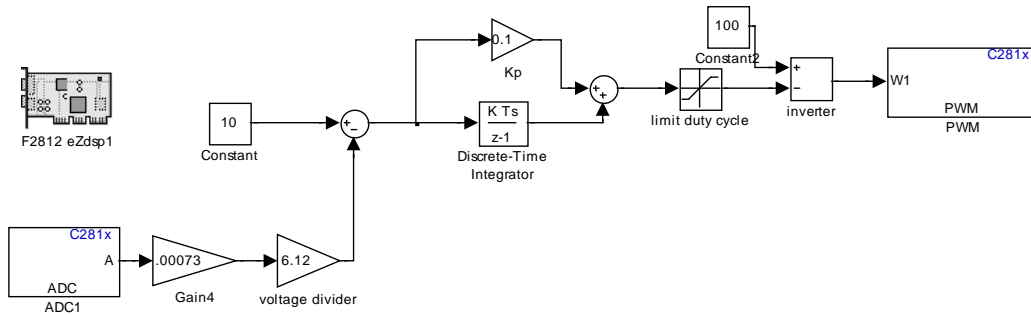 F2812 eZdsp1
10
Constant
+
−
0.1
Kp
K Ts
z-1
Discrete-Time
Integrator
+
+
limit duty cycle
100
Constant2
+
−
inverter
C281x
W1
PWM
PWM
C281x
A
ADC
ADC1
.00073
Gain4
6.12
voltage divider